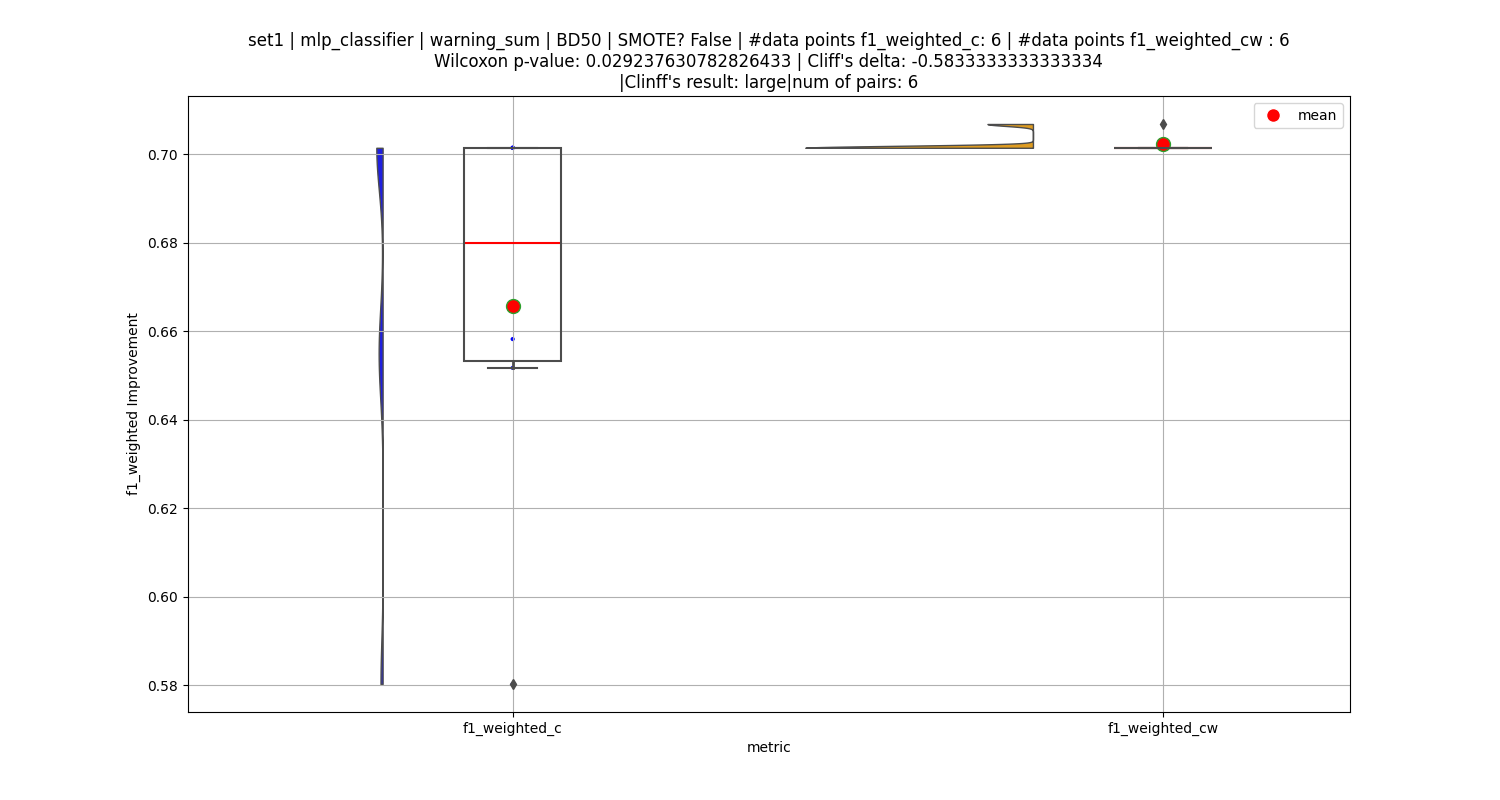 set1 | mlp_classifier | warning_sum | BD50 | SMOTE? False | #data points f1_weighted_c: 6 | #data points f1_weighted_cw : 6
Wilcoxon p-value: 0.029237630782826433 | Cliff's delta: -0.5833333333333334
|Clinff's result: large|num of pairs: 6
mean
0.70
0.68
0.66
0.64
0.62
0.60
0.58
f1_weighted Improvement
f1_weighted_c
f1_weighted_cw
metric